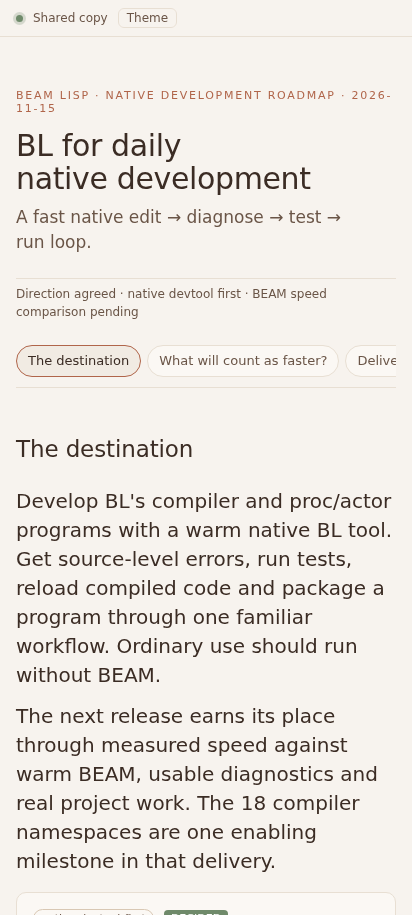 Shared copy
Theme
BEAM LISP · NATIVE DEVELOPMENT ROADMAP · 2026-
11-15
BL for daily
native development
A fast native edit → diagnose → test →
run loop.
Direction agreed · native devtool first · BEAM speed
comparison pending
The destination
What will count as faster?
Delive
The destination
Develop BL's compiler and proc/actor
programs with a warm native BL tool.
Get source-level errors, run tests,
reload compiled code and package a
program through one familiar
workflow. Ordinary use should run
without BEAM.
The next release earns its place
through measured speed against
warm BEAM, usable diagnostics and
real project work. The 18 compiler
namespaces are one enabling
milestone in that delivery.